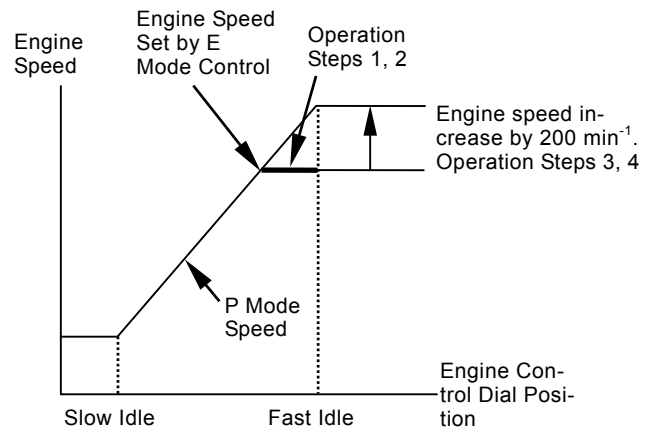 Engine
Speed
Engine Speed
Set by E
Mode Control
Operation
Steps 1, 2
Engine speed in-
crease by 200 min-1.
Operation Steps 3, 4
P Mode
Speed
Engine Con-
trol Dial Posi-
tion
Slow Idle
Fast Idle